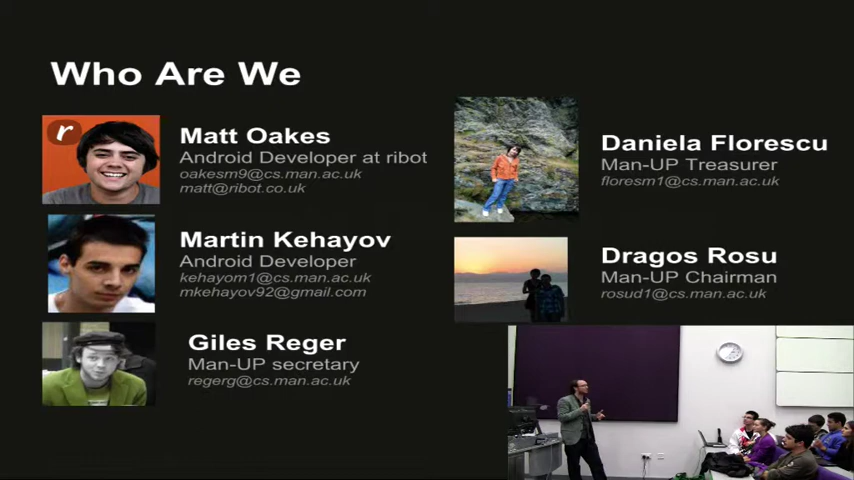 Who Are We
r
Matt Oakes
Android Developer at ribot
oakesm9@cs.man.ac.uk
matt@ribot.co.uk
Martin Kehayov
Android Developer
kehayom1@cs.man.ac.uk
mkehayov92@gmail.com
Giles Reger
Man-UP secretary
regerg@cs.man.ac.uk
Daniela Florescu
Man-UP Treasurer
floresm1@cs.man.ac.uk
Dragos Rosu
Man-UP Chairman
rosud1@cs.man.ac.uk